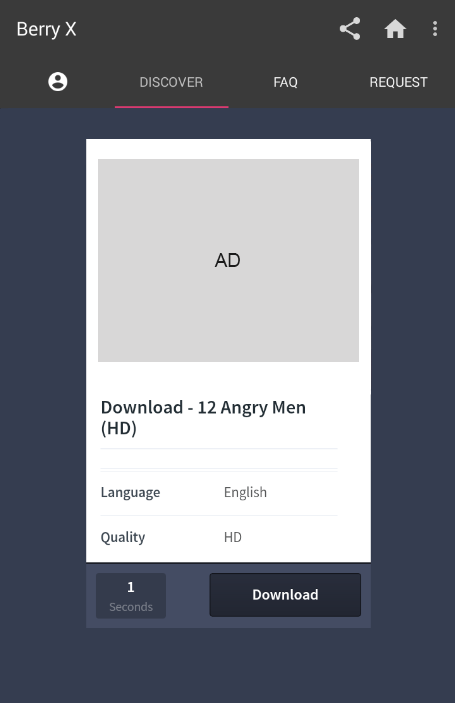 Berry X
DISCOVER
FAQ
REQUEST
AD
Download - 12 Angry Men
(HD)
Language English
Quality HD
1
Seconds
Download